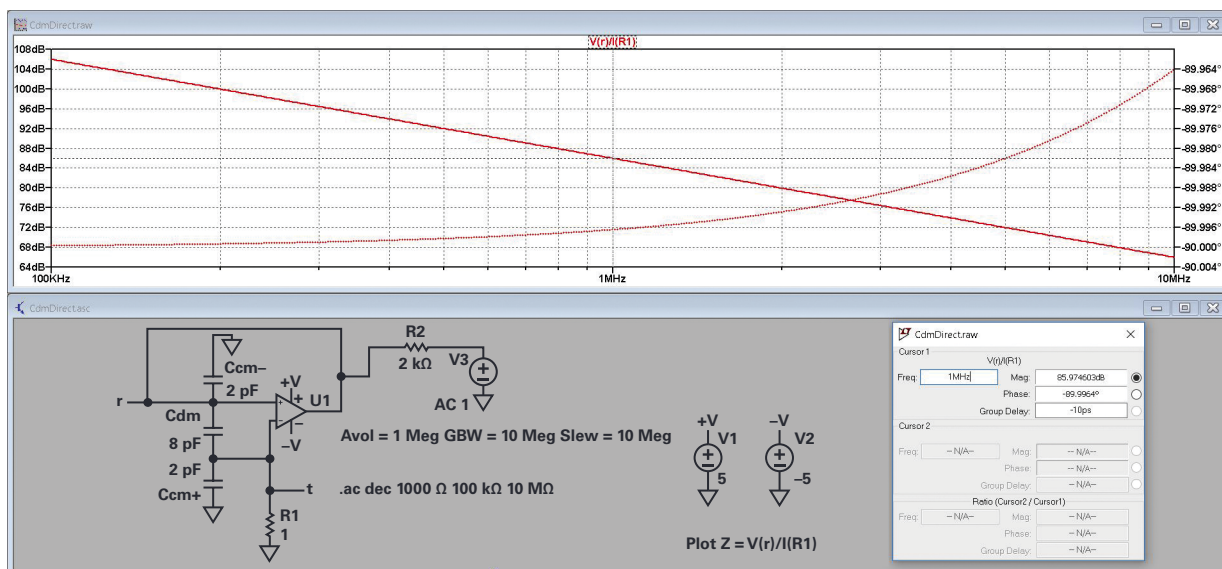 CdmDirect.raw
V(r)/I(R1)
108dB
104dB
100dB
96dB
92dB
88dB
84dB
80dB
76dB
72dB
68dB
64dB
-89.964°
-89.968°
-89.972°
-89.976°
-89.980°
-89.984°
-89.988°
-89.992°
-89.996°
-90.000°
-90.004°
100KHz
1MHz
10MHz
CdmDirect.asc
Ccm–
2 pF
r
Cdm
8 pF
2 pF
Ccm+
+V
U1
–V
t
R1
1
R2
2 kΩ
V3
AC 1
Avol = 1 Meg GBW = 10 Meg Slew = 10 Meg
.ac dec 1000 Ω 100 kΩ 10 MΩ
+V
V1
5
–V
V2
–5
Plot Z = V(r)/I(R1)
CdmDirect.raw
Cursor 1
V(r)/I(R1)
Freq: 1MHz Mag: 85.974603dB
Phase: -89.9964°
Group Delay: -10ps
Cursor 2
Freq: -- N/A-- Mag: -- N/A--
Phase: -- N/A--
Group Delay: -- N/A--
Ratio (Cursor2 / Cursor1)
Freq: -- N/A-- Mag: -- N/A--
Phase: -- N/A--
Group Delay: -- N/A--